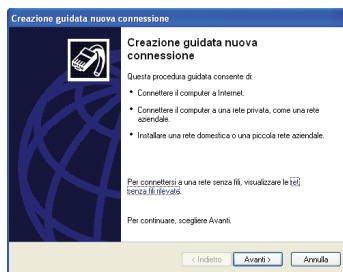 Creazione guidata nuova connessione
Creazione guidata nuova
connessione
Questa procedura guidata consente di:
• Connettere il computer a Internet.
• Connettere il computer a una rete privata, come una rete
aziendale.
• Installare una rete domestica o una piccola rete aziendale.
Per connettersi a una rete senza fili, visualizzare le reti
senza fili rilevate.
Per continuare, scegliere Avanti.
< Indietro
Avanti >
Annulla